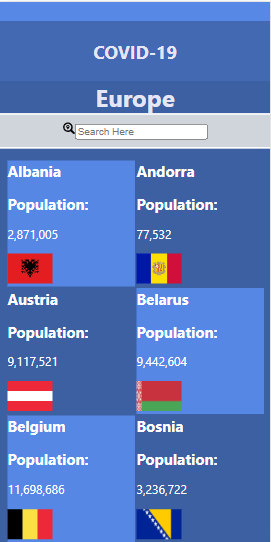 COVID-19
Europe
Search Here
Albania
Population:
2,871,005
Andorra
Population:
77,532
Austria
Population:
9,117,521
Belarus
Population:
9,442,604
Belgium
Population:
11,698,686
Bosnia
Population:
3,236,722